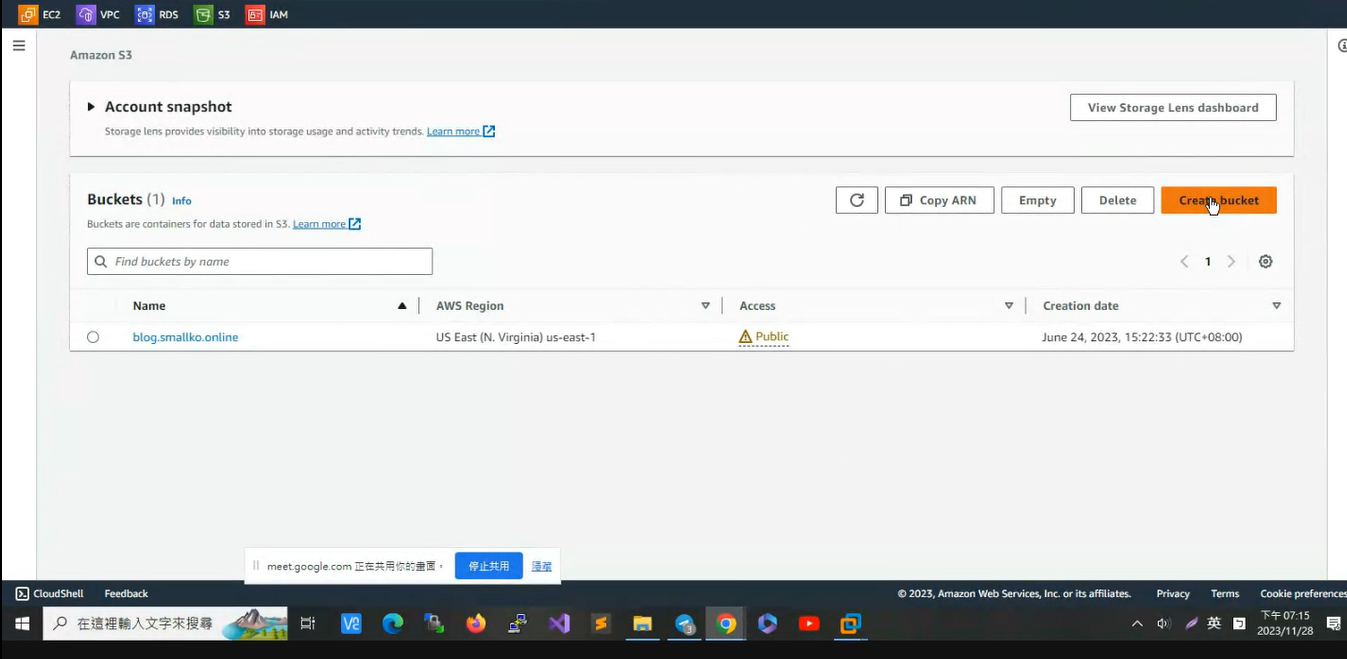 EC2 VPC RDS S3 IAM
Amazon S3
Account snapshot
View Storage Lens dashboard
Storage lens provides visibility into storage usage and activity trends. Learn more
Buckets (1) Info
Copy ARN Empty Delete Create bucket
Buckets are containers for data stored in S3. Learn more
Find buckets by name
1
Name AWS Region Access Creation date
blog.smallko.online US East (N. Virginia) us-east-1 Public June 24, 2023, 15:22:33 (UTC+08:00)
meet.google.com 正在共用你的畫面。 停止共用 隱藏
CloudShell Feedback © 2023, Amazon Web Services, Inc. or its affiliates. Privacy Terms Cookie preferences
在這裡輸入文字來搜尋
3
英
下午 07:15
2023/11/28